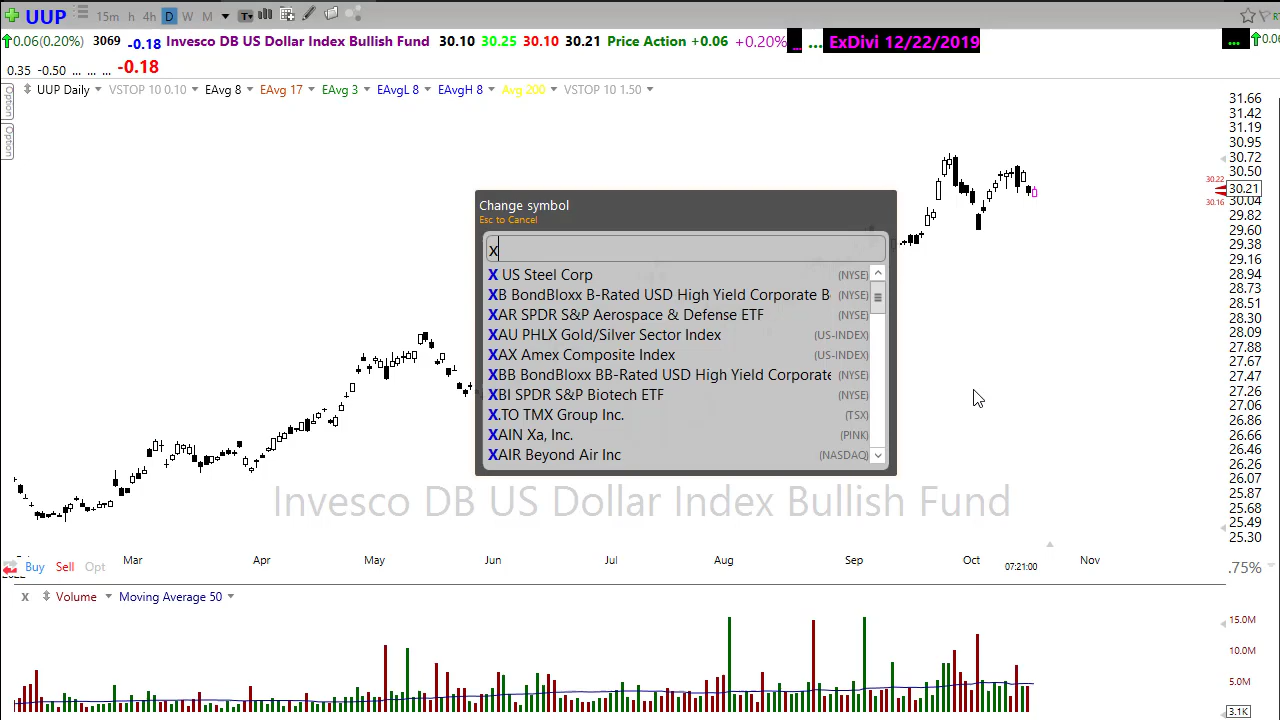 UUP 15m h 4h D W M T
0.06(0.20%) 3069 -0.18 Invesco DB US Dollar Index Bullish Fund 30.10 30.25 30.10 30.21 Price Action +0.06 +0.20% ... ... ExDivi 12/22/2019 ... 0.06
0.35 -0.50 ... ... ... -0.18
UUP Daily VSTOP 10 0.10 EAvg 8 EAvg 17 EAvg 3 EAvgL 8 EAvgH 8 Avg 200 VSTOP 10 1.50
Option
Option
31.66
31.42
31.19
30.95
30.72
30.50
30.22
30.21
30.16
30.04
29.82
29.60
29.38
29.16
28.94
28.73
28.51
28.30
28.09
27.88
27.67
27.47
27.26
27.06
26.86
26.66
26.46
26.26
26.07
25.87
25.68
25.49
25.30
Change symbol
Esc to Cancel
x
X US Steel Corp (NYSE)
XB BondBloxx B-Rated USD High Yield Corporate B (NYSE)
XAR SPDR S&P Aerospace & Defense ETF (NYSE)
XAU PHLX Gold/Silver Sector Index (US-INDEX)
XAX Amex Composite Index (US-INDEX)
XBB BondBloxx BB-Rated USD High Yield Corporate (NYSE)
XBI SPDR S&P Biotech ETF (NYSE)
X.TO TMX Group Inc. (TSX)
XAIN Xa, Inc. (PINK)
XAIR Beyond Air Inc (NASDAQ)
Invesco DB US Dollar Index Bullish Fund
Mar Apr May Jun Jul Aug Sep Oct Nov
Buy Sell Opt 07:21:00 .75%
x Volume Moving Average 50
15.0M
10.0M
5.0M
3.1K